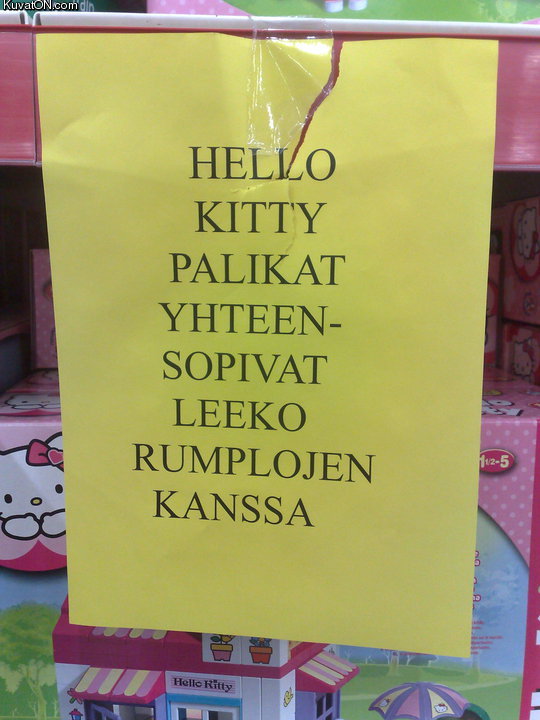 KuvatON.com
HELLO
KITTY
PALIKAT
YHTEEN-
SOPIVAT
LEEKO
RUMPLOJEN
KANSSA
1 1/2-5
Hello Kitty